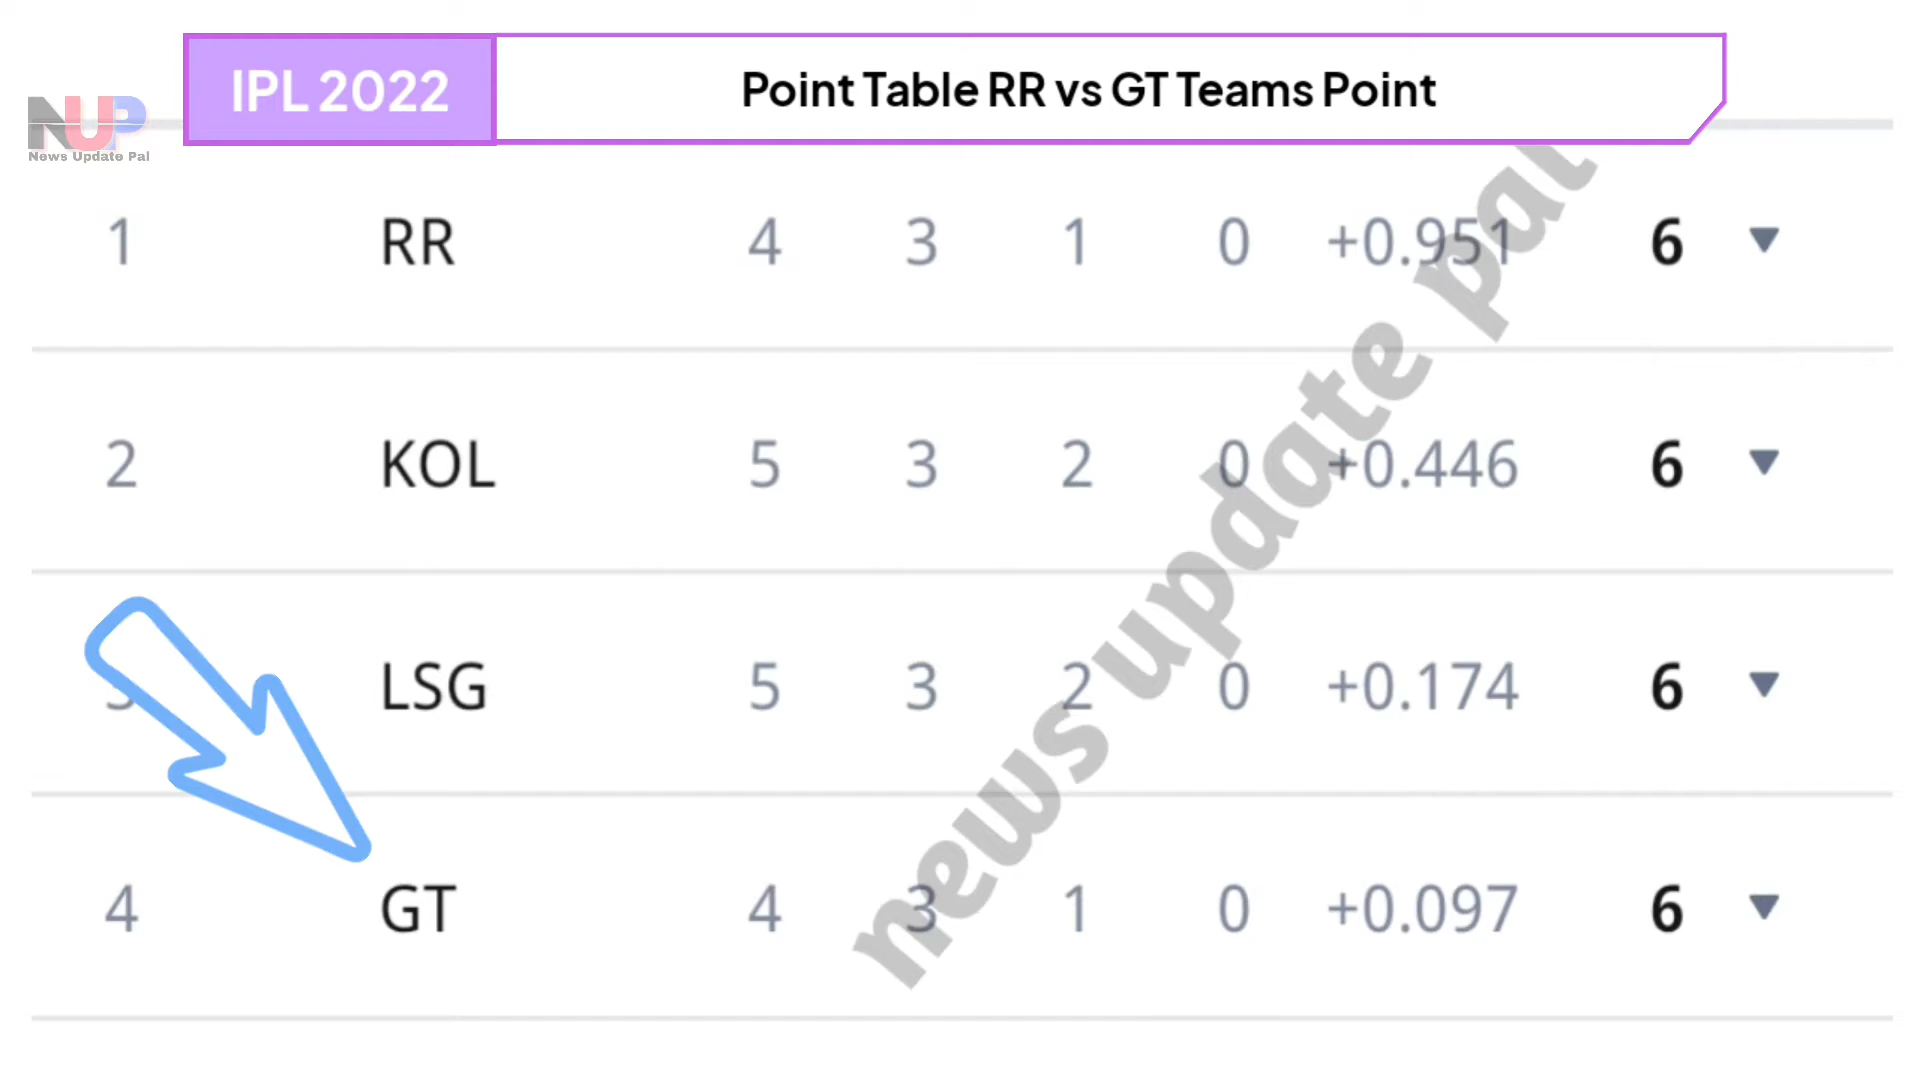 IPL 2022
Point Table RR vs GT Teams Point
NUP
News Update Pal
1 RR 4 3 1 0 +0.951 6
2 KOL 5 3 2 0 +0.446 6
3 LSG 5 3 2 0 +0.174 6
4 GT 4 3 1 0 +0.097 6
news update pal